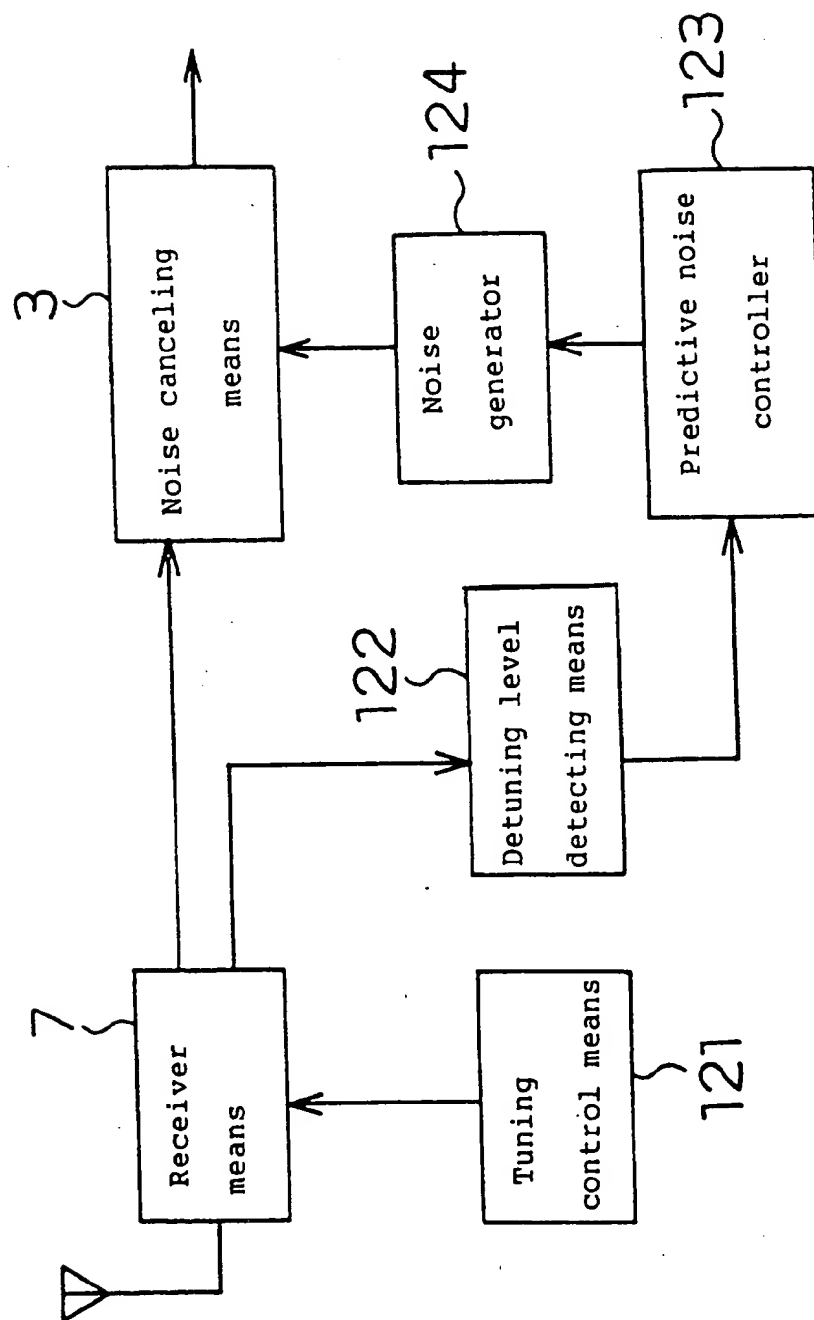 7
Receiver
means
Tuning
control means
121
122
Detuning level
detecting means
3
Noise canceling
means
124
Noise
generator
Predictive noise
controller
123